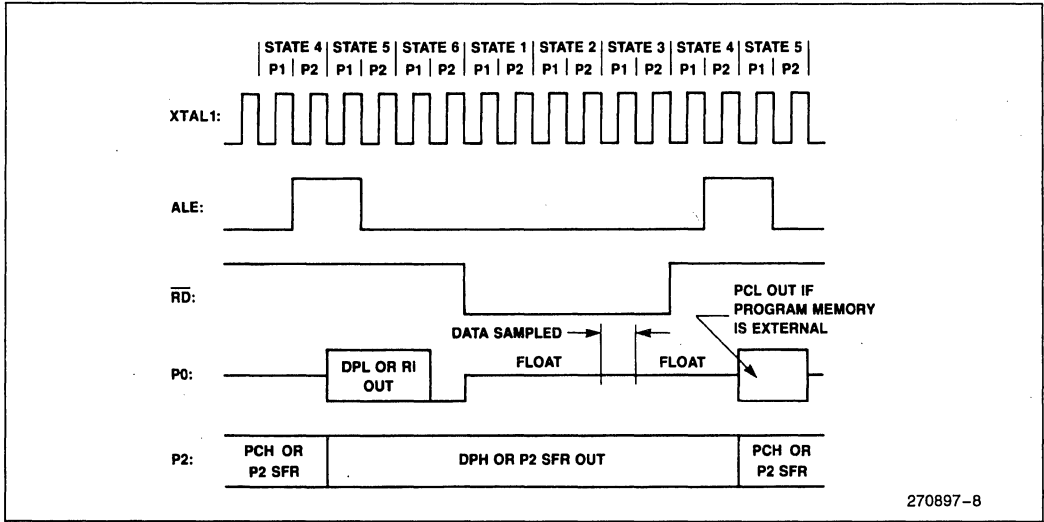 STATE 4 | STATE 5 | STATE 6 | STATE 1 | STATE 2 | STATE 3 | STATE 4 | STATE 5
P1 | P2 | P1 | P2 | P1 | P2 | P1 | P2 | P1 | P2 | P1 | P2 | P1 | P2 | P1 | P2
XTAL1:
ALE:
RD:
PCL OUT IF
PROGRAM MEMORY
IS EXTERNAL
DATA SAMPLED
P0:
DPL OR RI
OUT
FLOAT
FLOAT
P2:
PCH OR
P2 SFR
DPH OR P2 SFR OUT
PCH OR
P2 SFR
270897-8